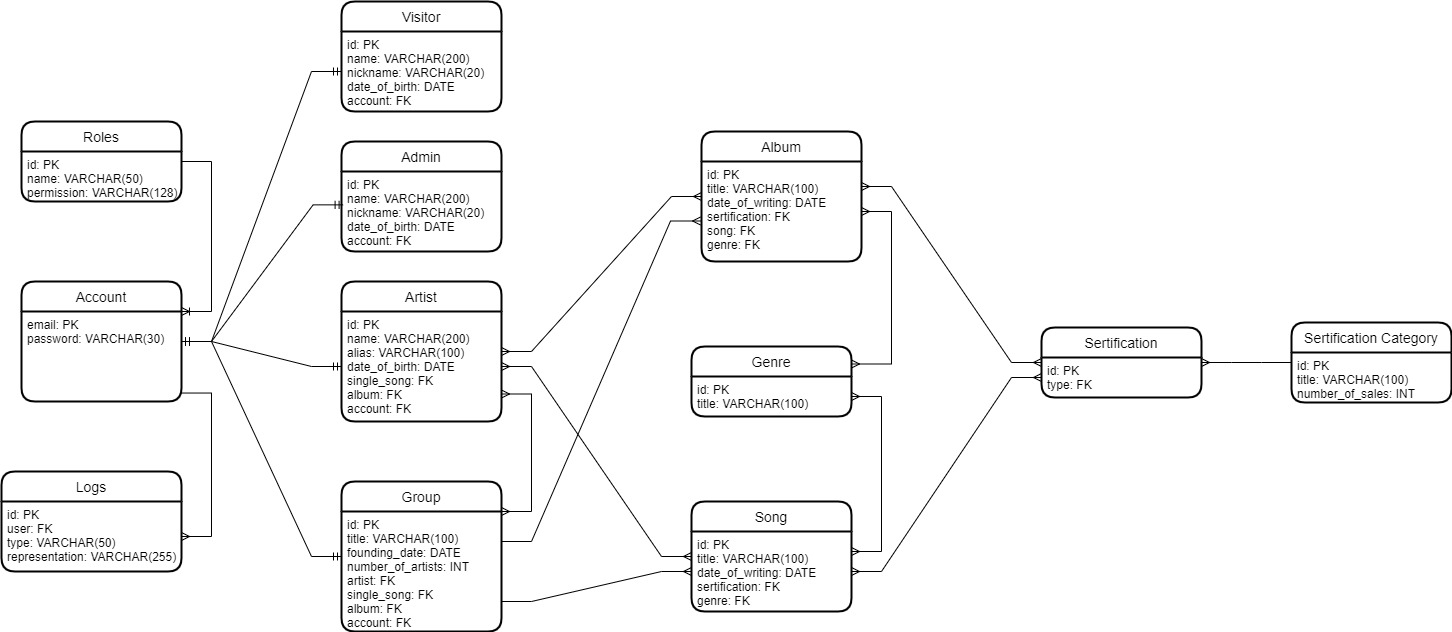 Visitor
id: PK
name: VARCHAR(200)
nickname: VARCHAR(20)
date_of_birth: DATE
account: FK
Roles
id: PK
name: VARCHAR(50)
permission: VARCHAR(128)
Admin
id: PK
name: VARCHAR(200)
nickname: VARCHAR(20)
date_of_birth: DATE
account: FK
Album
id: PK
title: VARCHAR(100)
date_of_writing: DATE
sertification: FK
song: FK
genre: FK
Account
email: PK
password: VARCHAR(30)
Artist
id: PK
name: VARCHAR(200)
alias: VARCHAR(100)
date_of_birth: DATE
single_song: FK
album: FK
account: FK
Genre
id: PK
title: VARCHAR(100)
Sertification
id: PK
type: FK
Sertification Category
id: PK
title: VARCHAR(100)
number_of_sales: INT
Logs
id: PK
user: FK
type: VARCHAR(50)
representation: VARCHAR(255)
Group
id: PK
title: VARCHAR(100)
founding_date: DATE
number_of_artists: INT
artist: FK
single_song: FK
album: FK
account: FK
Song
id: PK
title: VARCHAR(100)
date_of_writing: DATE
sertification: FK
genre: FK